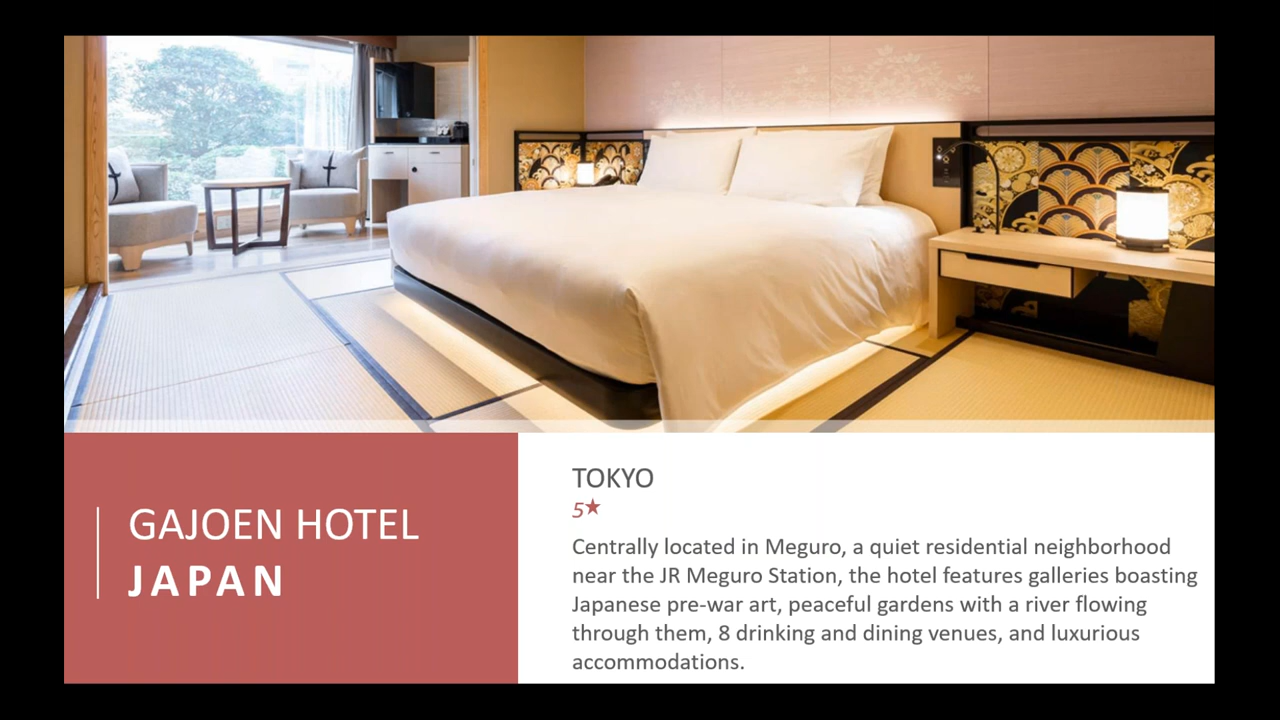 GAJOEN HOTEL
JAPAN
TOKYO
5★
Centrally located in Meguro, a quiet residential neighborhood
near the JR Meguro Station, the hotel features galleries boasting
Japanese pre-war art, peaceful gardens with a river flowing
through them, 8 drinking and dining venues, and luxurious
accommodations.